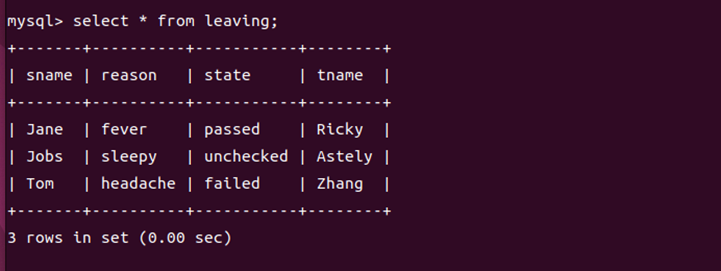 mysql> select * from leaving;
+-------+----------+-----------+--------+
| sname | reason   | state     | tname  |
+-------+----------+-----------+--------+
| Jane  | fever    | passed    | Ricky  |
| Jobs  | sleepy   | unchecked | Astely |
| Tom   | headache | failed    | Zhang  |
+-------+----------+-----------+--------+
3 rows in set (0.00 sec)